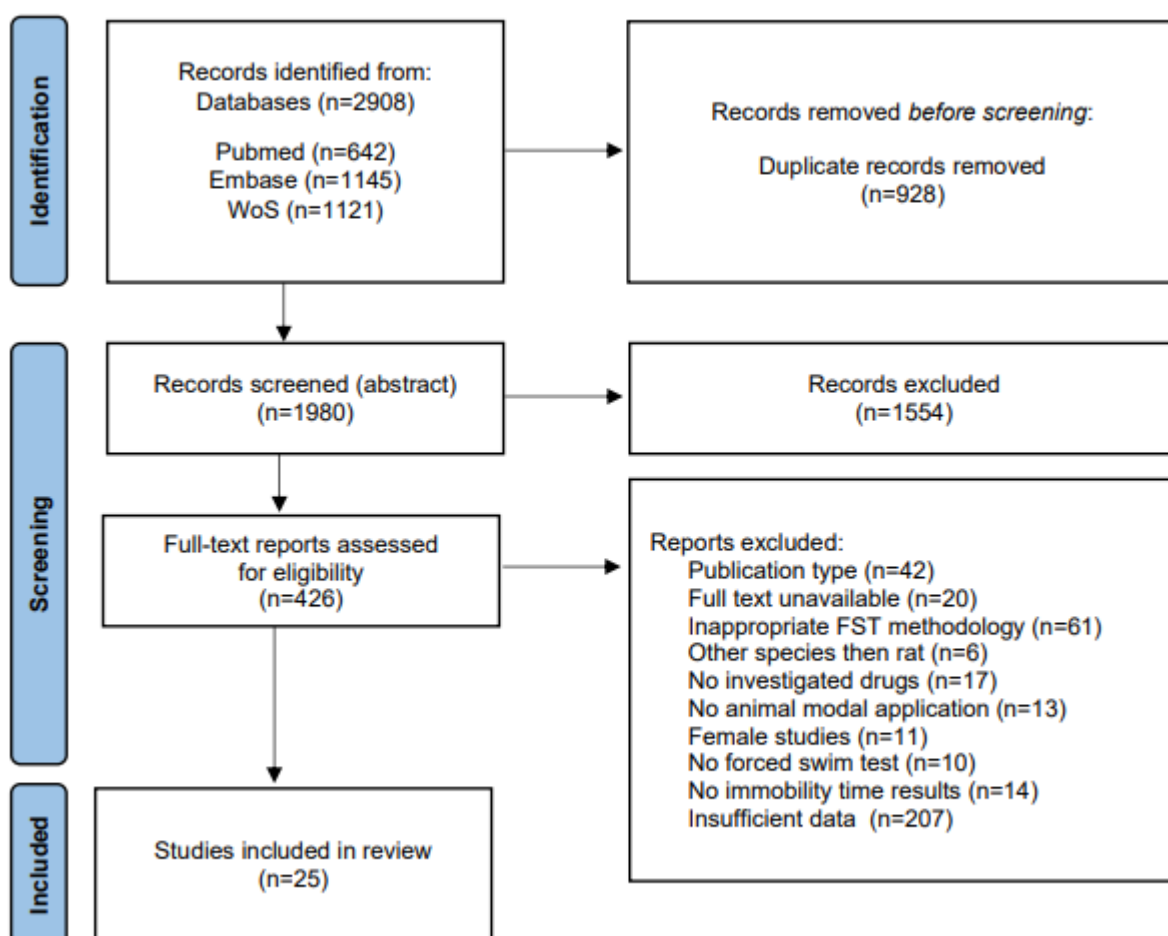 Identification
Records identified from:
Databases (n=2908)
Pubmed (n=642)
Embase (n=1145)
WoS (n=1121)
Records removed before screening:
Duplicate records removed
(n=928)
Screening
Records screened (abstract)
(n=1980)
Records excluded
(n=1554)
Full-text reports assessed
for eligibility
(n=426)
Reports excluded:
Publication type (n=42)
Full text unavailable (n=20)
Inappropriate FST methodology (n=61)
Other species then rat (n=6)
No investigated drugs (n=17)
No animal modal application (n=13)
Female studies (n=11)
No forced swim test (n=10)
No immobility time results (n=14)
Insufficient data (n=207)
Included
Studies included in review
(n=25)